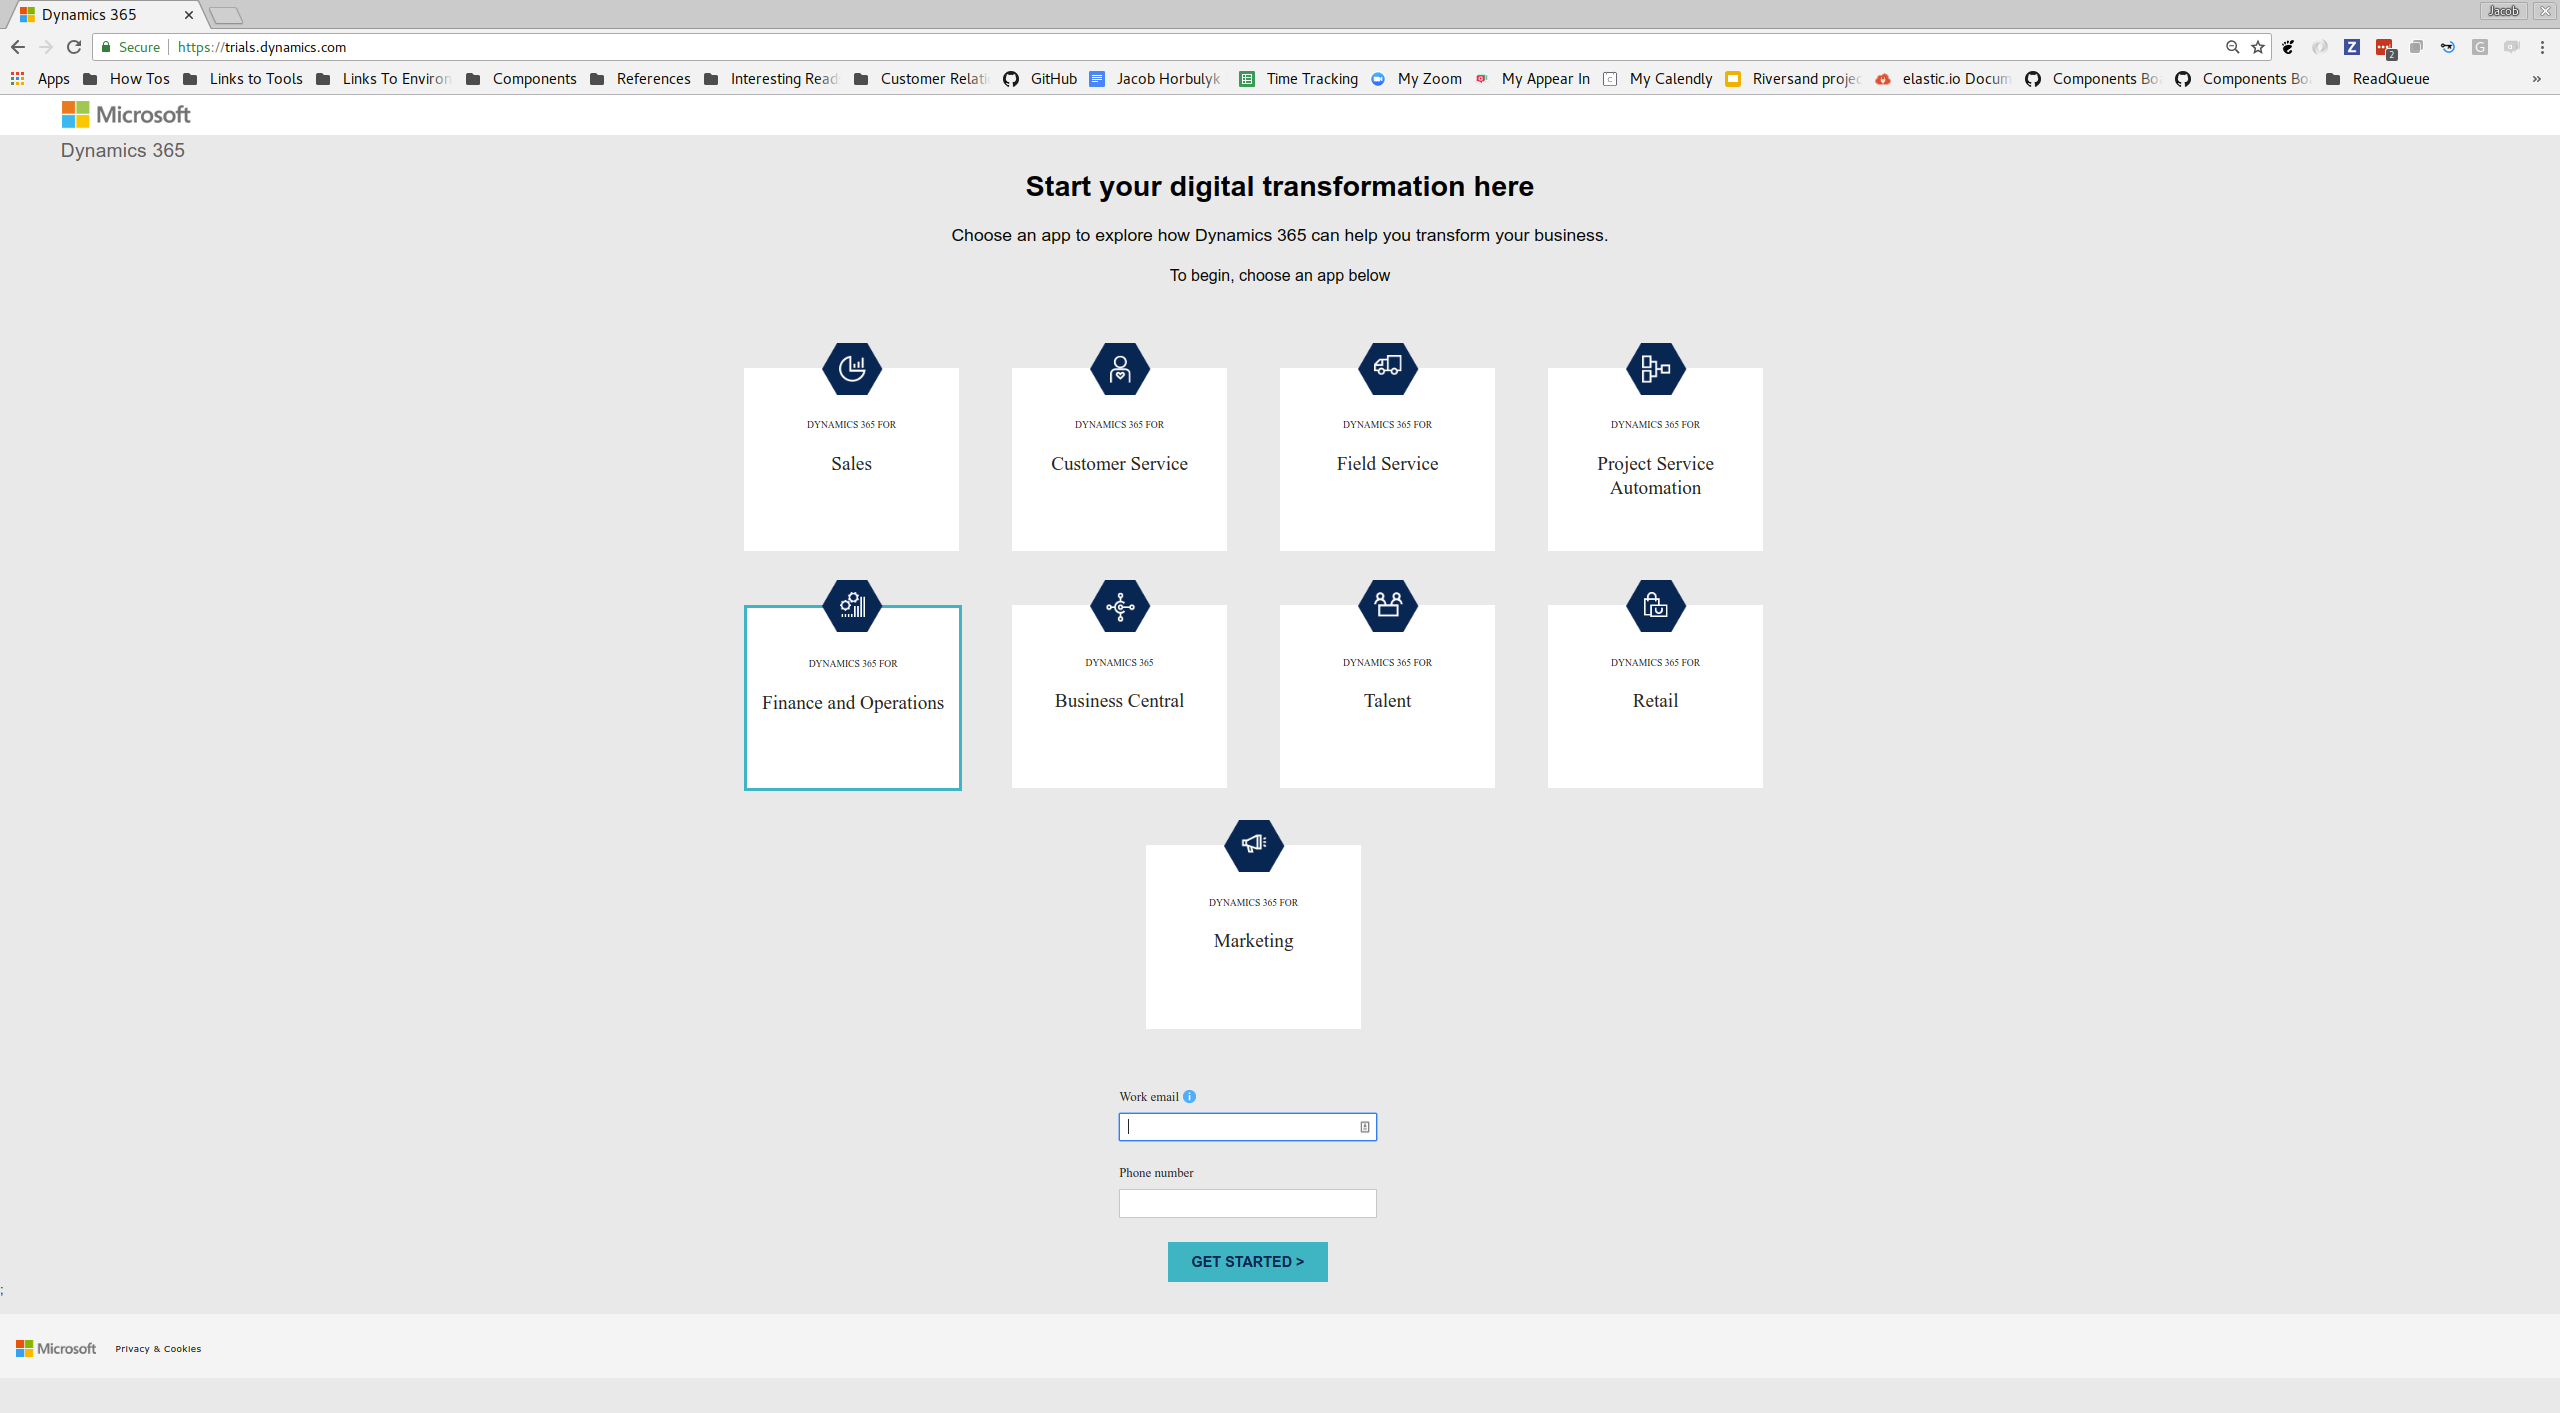 Dynamics 365
Jacob
Secure https://trials.dynamics.com
2
Apps How Tos Links to Tools Links To Environ Components References Interesting Read Customer Relati GitHub Jacob Horbulyk Time Tracking My Zoom My Appear In My Calendly Riversand projec elastic.io Docum Components Bo Components Bo ReadQueue »
Microsoft
Dynamics 365
Start your digital transformation here
Choose an app to explore how Dynamics 365 can help you transform your business.
To begin, choose an app below
DYNAMICS 365 FOR
Sales
DYNAMICS 365 FOR
Customer Service
DYNAMICS 365 FOR
Field Service
DYNAMICS 365 FOR
Project Service
Automation
DYNAMICS 365 FOR
Finance and Operations
DYNAMICS 365
Business Central
DYNAMICS 365 FOR
Talent
DYNAMICS 365 FOR
Retail
DYNAMICS 365 FOR
Marketing
Work email
Phone number
GET STARTED >
;
Microsoft Privacy & Cookies